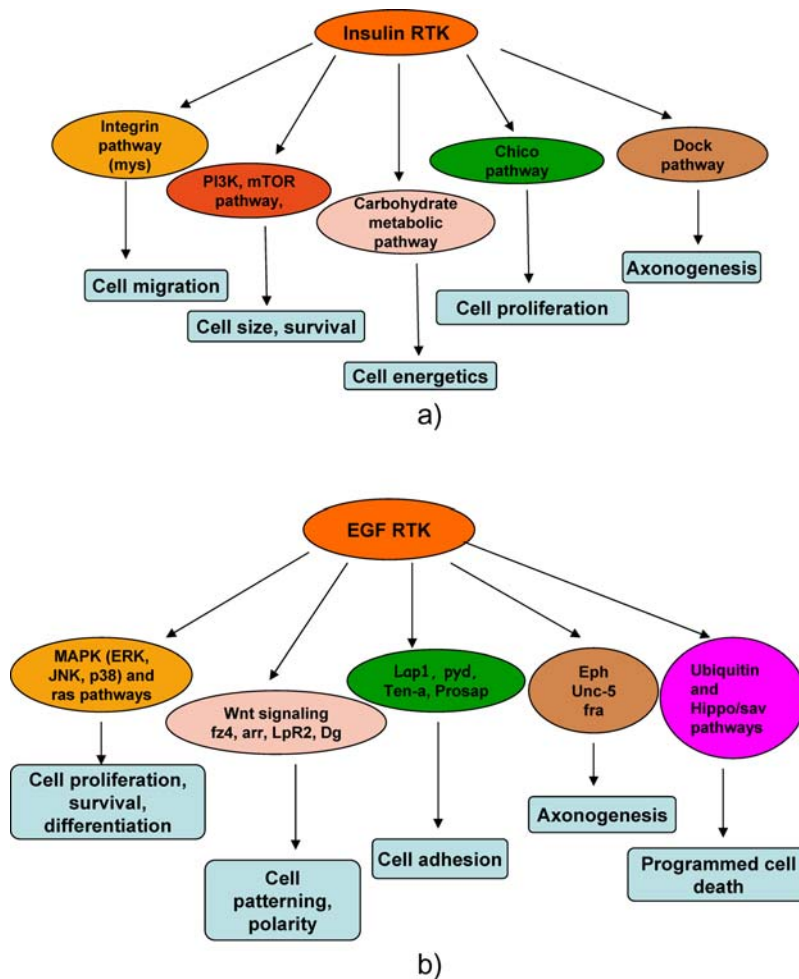 Insulin RTK
Integrin
pathway
(mys)
PI3K, mTOR
pathway,
Carbohydrate
metabolic
pathway
Chico
pathway
Dock
pathway
Cell migration
Cell size, survival
Cell energetics
Cell proliferation
Axonogenesis
a)
EGF RTK
MAPK (ERK,
JNK, p38) and
ras pathways
Wnt signaling
fz4, arr, LpR2, Dg
Lap1, pyd,
Ten-a, Prosap
Eph
Unc-5
fra
Ubiquitin
and
Hippo/sav
pathways
Cell proliferation,
survival,
differentiation
Cell
patterning,
polarity
Cell adhesion
Axonogenesis
Programmed cell
death
b)